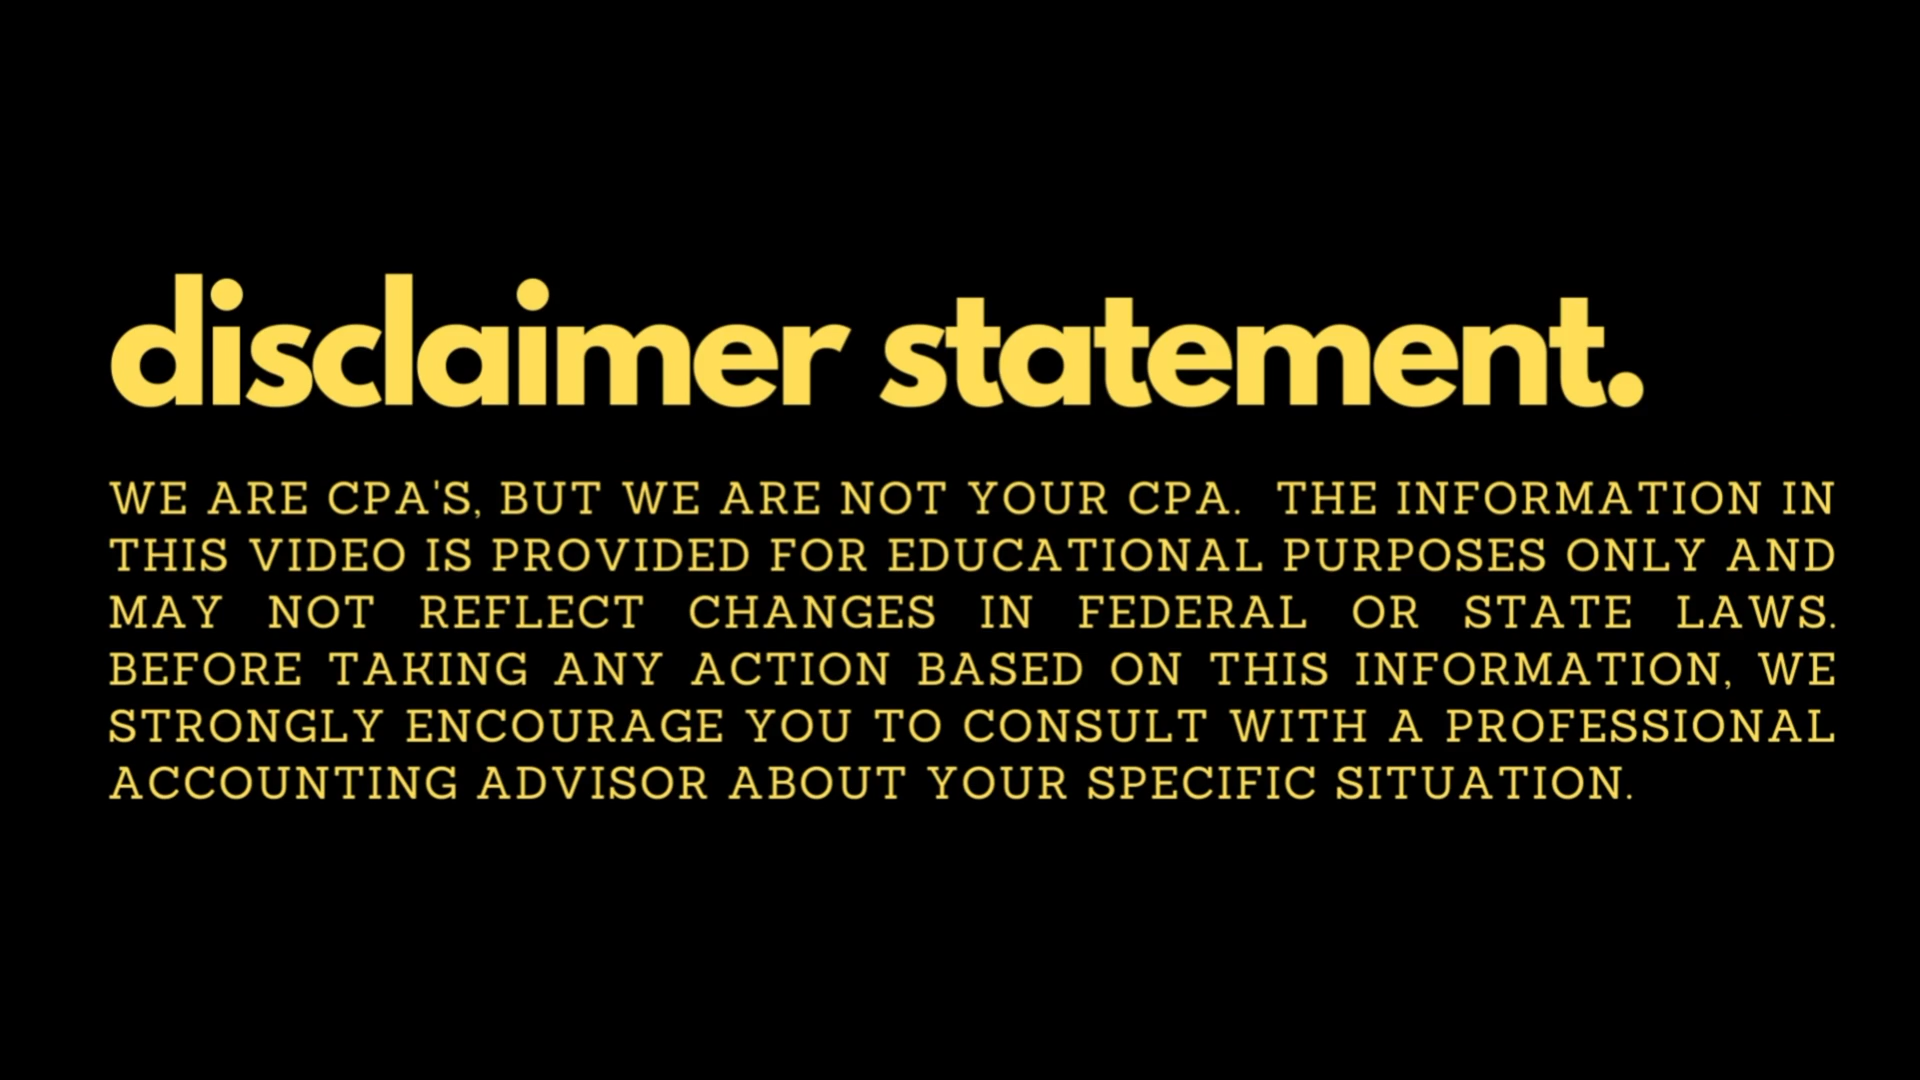 disclaimer statement.
WE ARE CPA'S, BUT WE ARE NOT YOUR CPA.  THE INFORMATION IN
THIS VIDEO IS PROVIDED FOR EDUCATIONAL PURPOSES ONLY AND
MAY NOT REFLECT CHANGES IN FEDERAL OR STATE LAWS.
BEFORE TAKING ANY ACTION BASED ON THIS INFORMATION, WE
STRONGLY ENCOURAGE YOU TO CONSULT WITH A PROFESSIONAL
ACCOUNTING ADVISOR ABOUT YOUR SPECIFIC SITUATION.